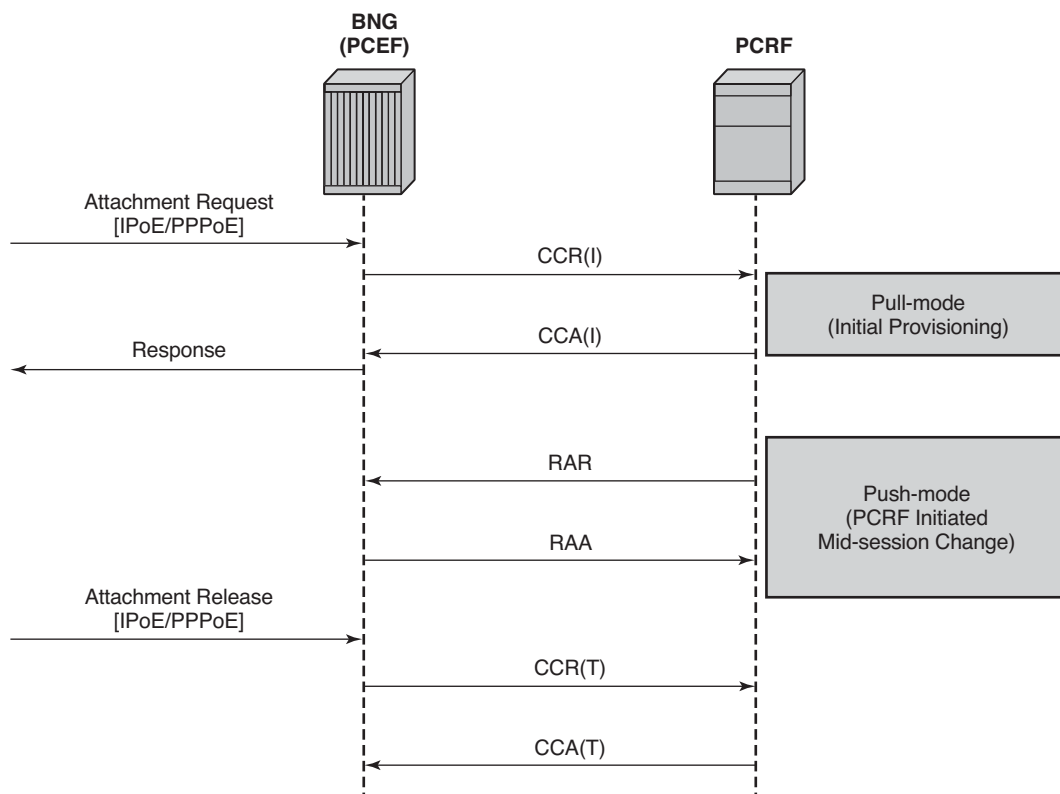 BNG
(PCEF)
PCRF
Attachment Request
[IPoE/PPPoE]
CCR(I)
Pull-mode
(Initial Provisioning)
CCA(I)
Response
RAR
Push-mode
(PCRF Initiated
Mid-session Change)
RAA
Attachment Release
[IPoE/PPPoE]
CCR(T)
CCA(T)